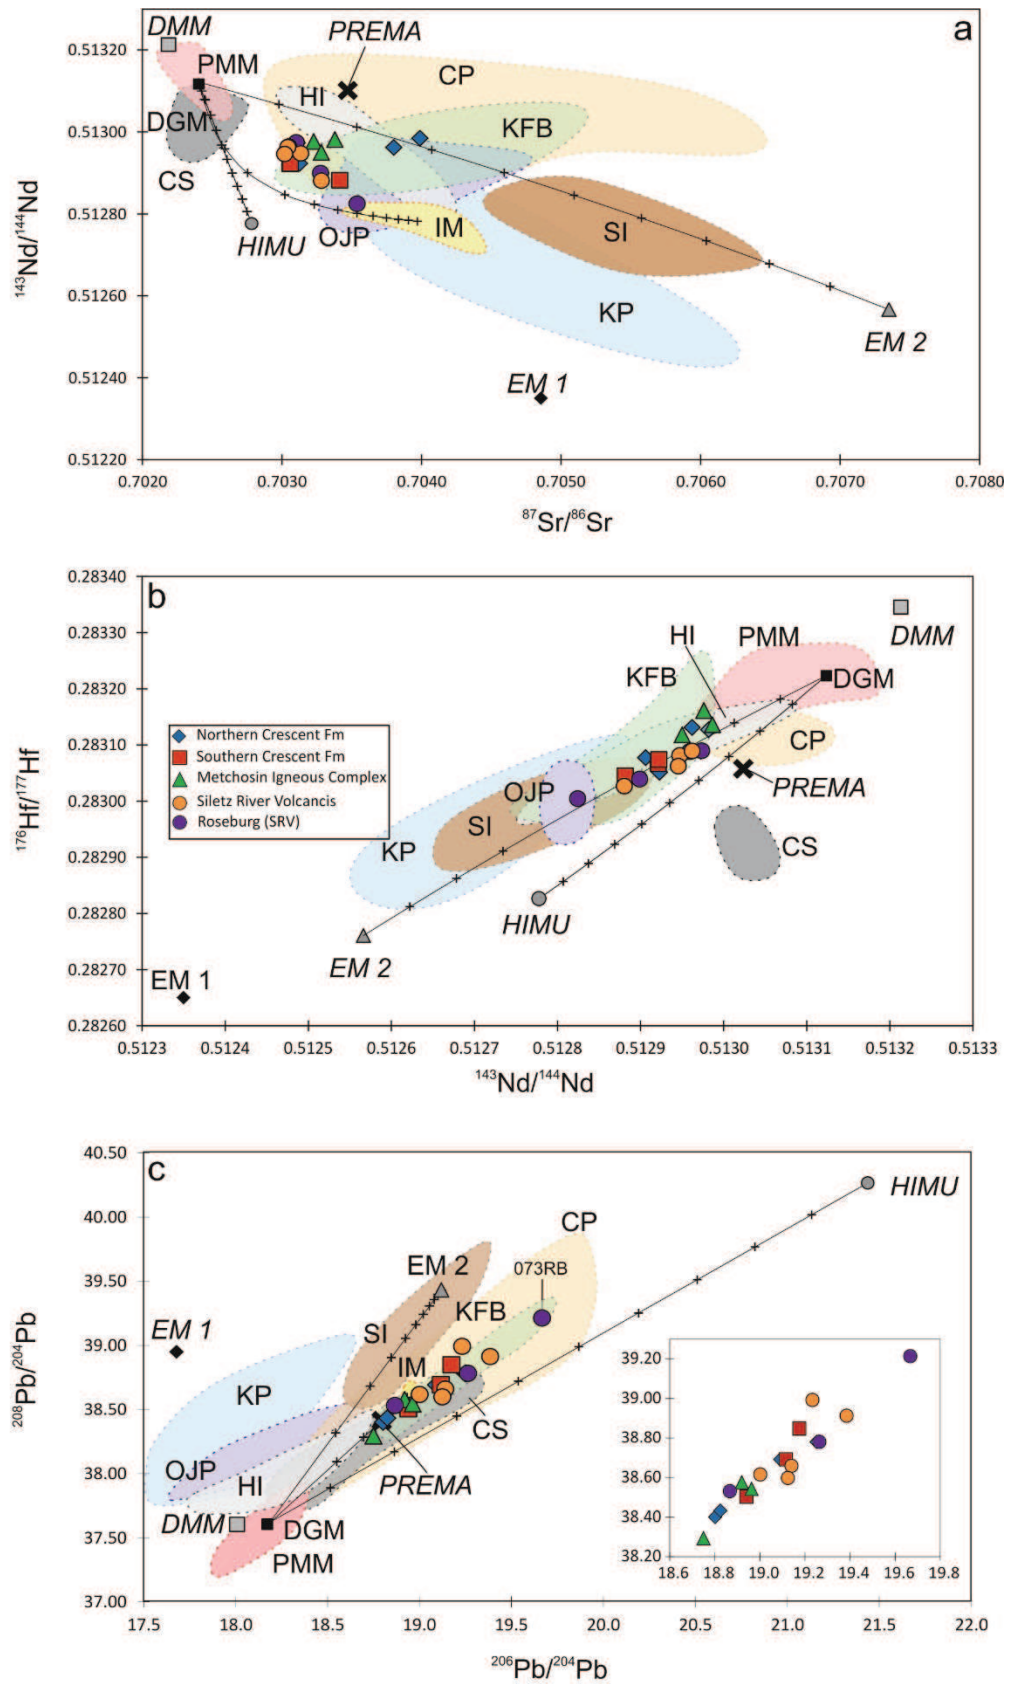 a
DMM
PREMA
PMM
CP
HI
KFB
DGM
CS
HIMU
OJP
IM
SI
KP
EM 2
EM 1
0.51320
0.51300
0.51280
0.51260
0.51240
0.51220
0.7020 0.7030 0.7040 0.7050 0.7060 0.7070 0.7080
143Nd/144Nd
87Sr/86Sr
b
0.28340
0.28330
0.28320
0.28310
0.28300
0.28290
0.28280
0.28270
0.28260
HI
PMM
DMM
KFB
DGM
Northern Crescent Fm
Southern Crescent Fm
Metchosin Igneous Complex
Siletz River Volcancis
Roseburg (SRV)
CP
OJP
PREMA
SI
KP
CS
HIMU
EM 2
EM 1
0.5123 0.5124 0.5125 0.5126 0.5127 0.5128 0.5129 0.5130 0.5131 0.5132 0.5133
176Hf/177Hf
143Nd/144Nd
c
40.50
40.00
39.50
39.00
38.50
38.00
37.50
37.00
HIMU
CP
EM 2
073RB
EM 1
KFB
SI
IM
KP
CS
OJP
HI
PREMA
DMM
DGM
PMM
39.20
39.00
38.80
38.60
38.40
38.20
18.6 18.8 19.0 19.2 19.4 19.6 19.8
17.5 18.0 18.5 19.0 19.5 20.0 20.5 21.0 21.5 22.0
208Pb/204Pb
206Pb/204Pb